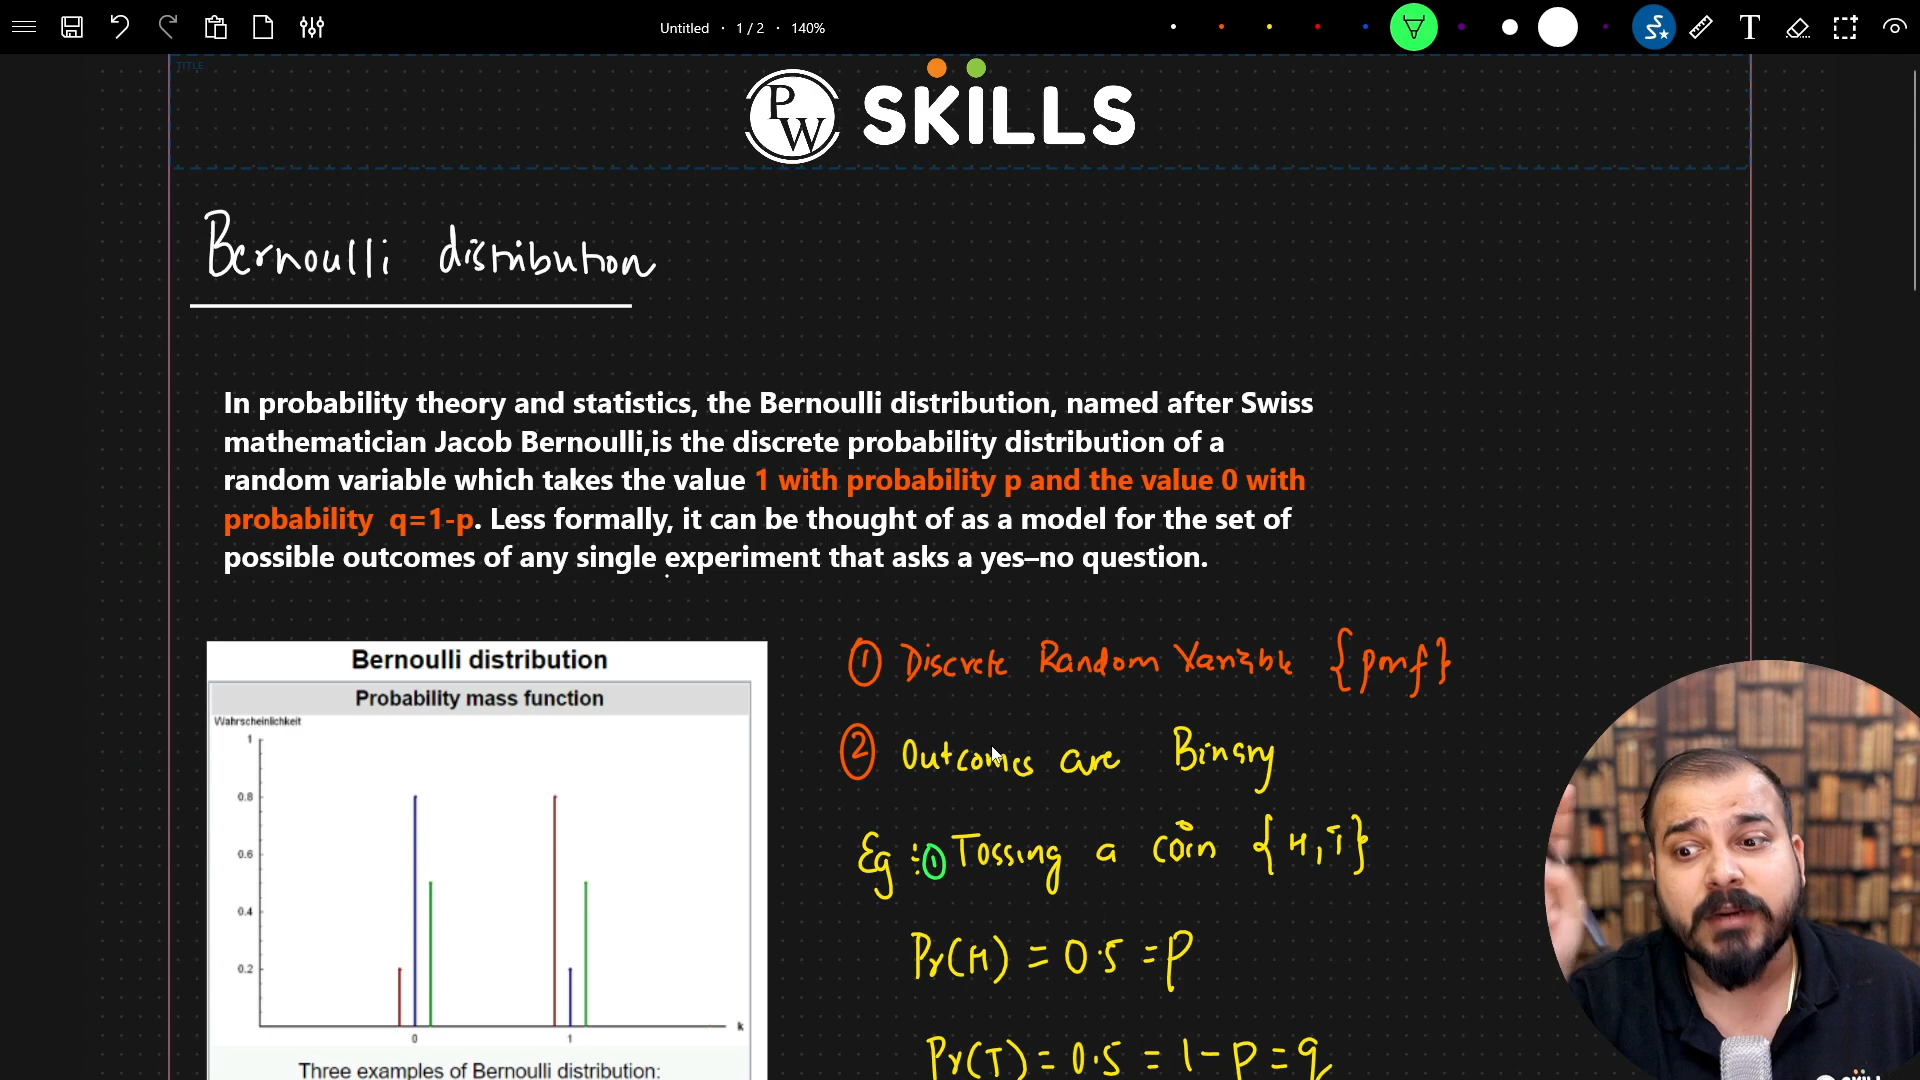 Untitled · 1 / 2 · 140%
T
TITLE
PW SKILLS
Bernoulli distribution
In probability theory and statistics, the Bernoulli distribution, named after Swiss
mathematician Jacob Bernoulli,is the discrete probability distribution of a
random variable which takes the value 1 with probability p and the value 0 with
probability q=1-p. Less formally, it can be thought of as a model for the set of
possible outcomes of any single experiment that asks a yes–no question.
Bernoulli distribution
Probability mass function
Wahrscheinlichkeit
1
0.8
0.6
0.4
0.2
k
0 1
Three examples of Bernoulli distribution:
① Discrete Random Variable {pmf}
② Outcomes are Binary
Eg :① Tossing a coin {H,T}
Pr(H) = 0.5 = p
Pr(T) = 0.5 = 1 - p = q